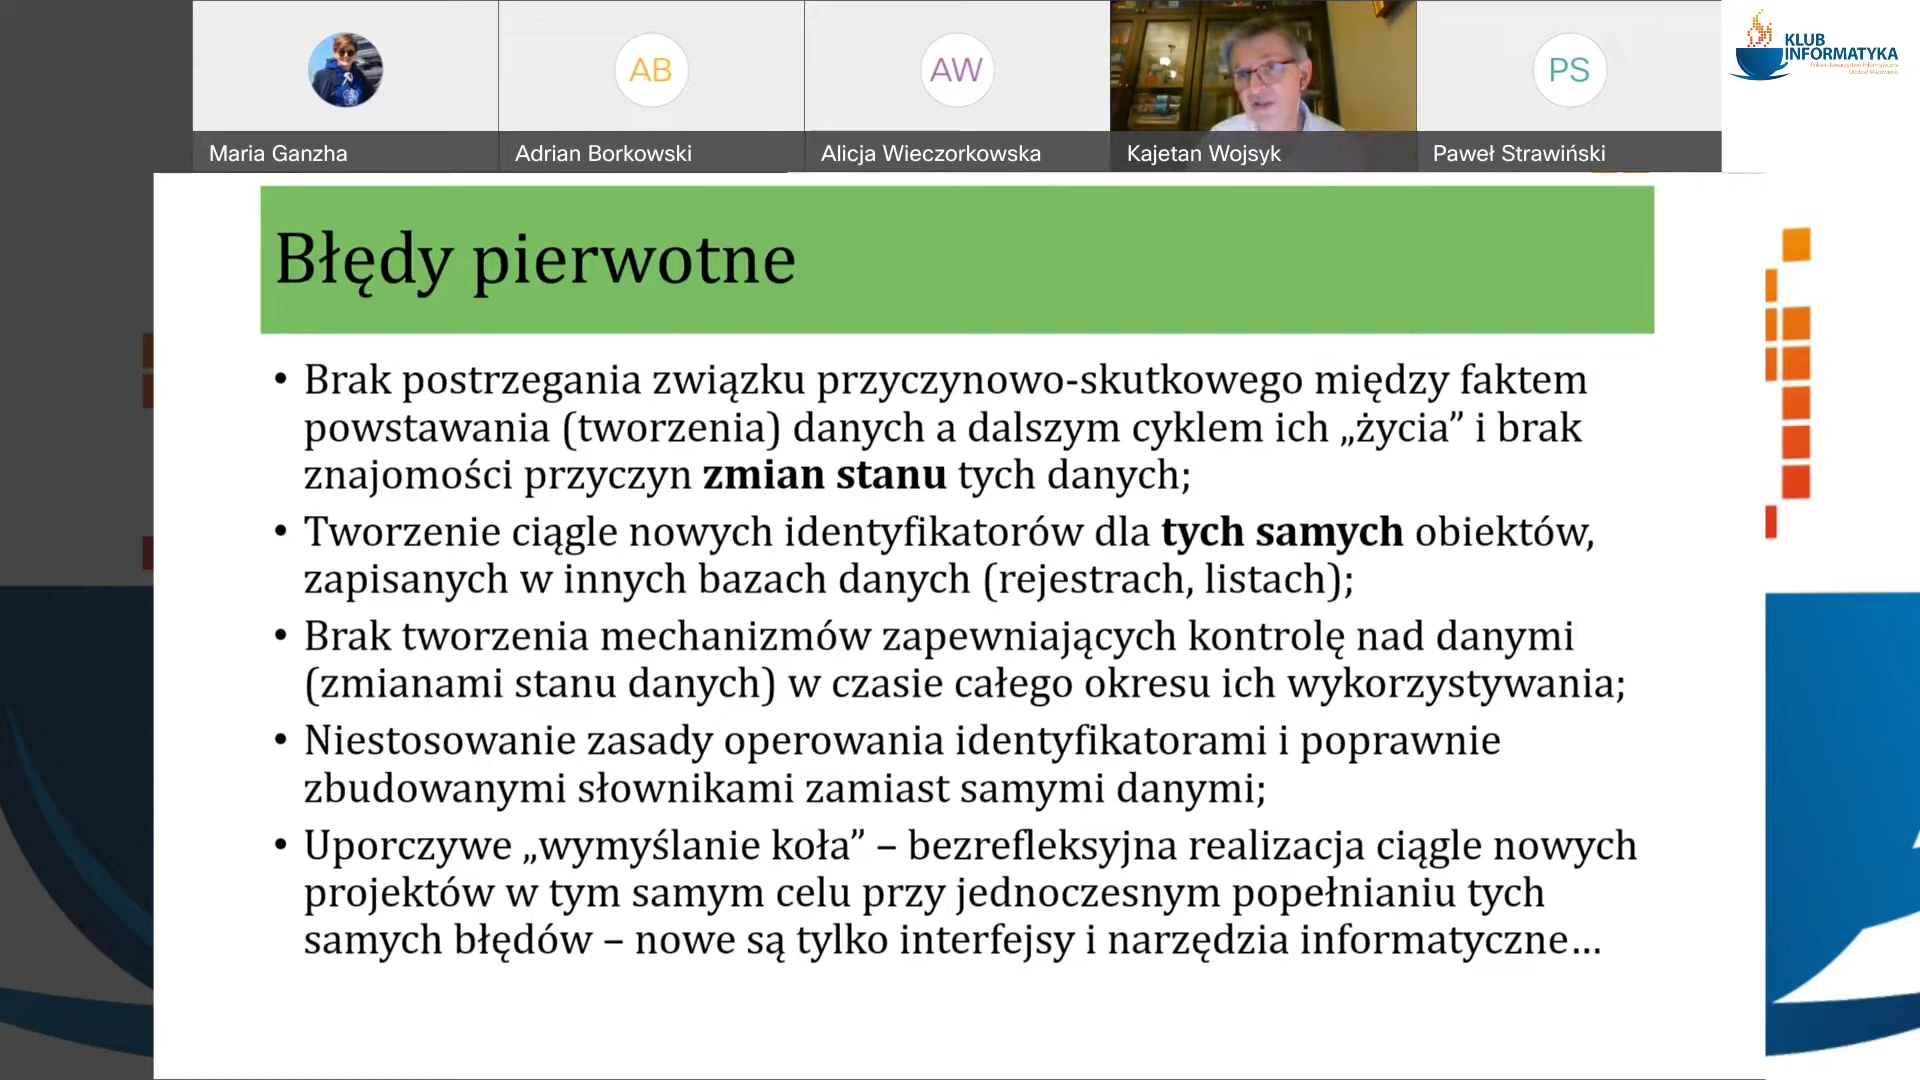 AB
AW
PS
Maria Ganzha
Adrian Borkowski
Alicja Wieczorkowska
Kajetan Wojsyk
Paweł Strawiński
KLUB
INFORMATYKA
Polskie Towarzystwo Informatyczne
Oddział Mazowiecki
Błędy pierwotne
• Brak postrzegania związku przyczynowo-skutkowego między faktem
powstawania (tworzenia) danych a dalszym cyklem ich „życia” i brak
znajomości przyczyn zmian stanu tych danych;
• Tworzenie ciągle nowych identyfikatorów dla tych samych obiektów,
zapisanych w innych bazach danych (rejestrach, listach);
• Brak tworzenia mechanizmów zapewniających kontrolę nad danymi
(zmianami stanu danych) w czasie całego okresu ich wykorzystywania;
• Niestosowanie zasady operowania identyfikatorami i poprawnie
zbudowanymi słownikami zamiast samymi danymi;
• Uporczywe „wymyślanie koła” – bezrefleksyjna realizacja ciągle nowych
projektów w tym samym celu przy jednoczesnym popełnianiu tych
samych błędów – nowe są tylko interfejsy i narzędzia informatyczne…